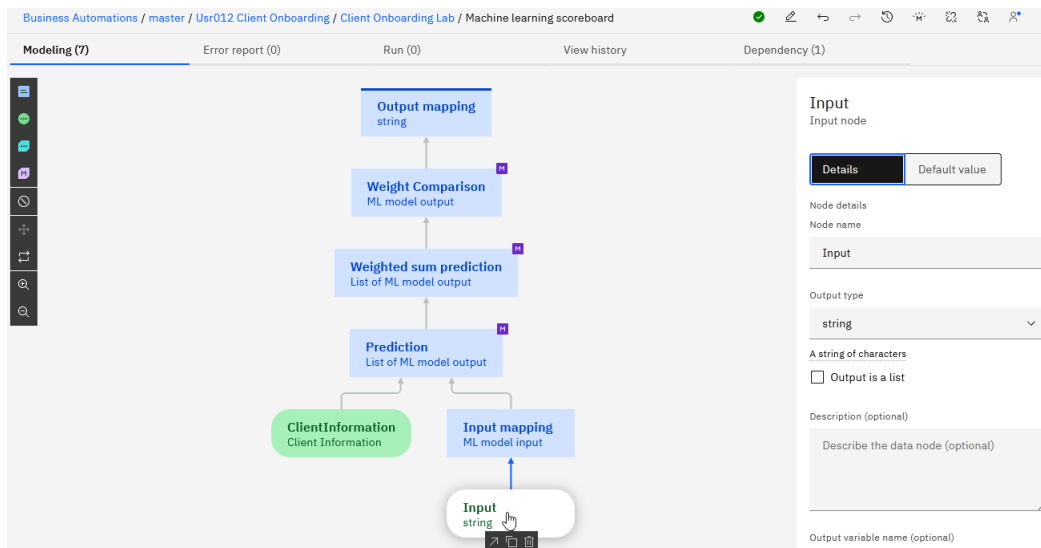 Business Automations / master / Usr012 Client Onboarding / Client Onboarding Lab / Machine learning scoreboard
Modeling (7)
Error report (0)
Run (0)
View history
Dependency (1)
Output mapping
string
M
Weight Comparison
ML model output
M
Weighted sum prediction
List of ML model output
M
Prediction
List of ML model output
ClientInformation
Client Information
Input mapping
ML model input
Input
string
Input
Input node
Details
Default value
Node details
Node name
Input
Output type
string
A string of characters
Output is a list
Description (optional)
Describe the data node (optional)
Output variable name (optional)